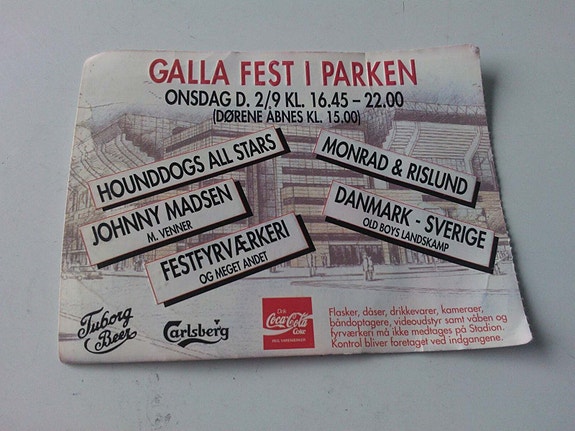 GALLA FEST I PARKEN
ONSDAG D. 2/9 KL. 16.45 – 22.00
(DØRENE ÅBNES KL. 15.00)
HOUNDDOGS ALL STARS
MONRAD & RISLUND
JOHNNY MADSEN
M. VENNER
DANMARK - SVERIGE
OLD BOYS LANDSKAMP
FESTFYRVÆRKERI
OG MEGET ANDET
Tuborg
Beer
Carlsberg
Drik
Coca-Cola
Coke
Flasker, dåser, drikkevarer, kameraer,
båndoptagere, videoudstyr samt våben og
fyrværkeri må ikke medtages på Stadion.
Kontrol bliver foretaget ved indgangene.